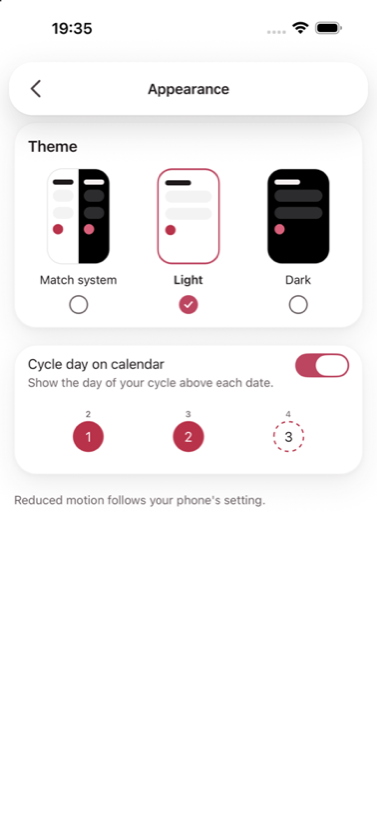 19:35
Appearance
Theme
Match system
Light
Dark
Cycle day on calendar
Show the day of your cycle above each date.
2 3 4
1 2 3
Reduced motion follows your phone's setting.